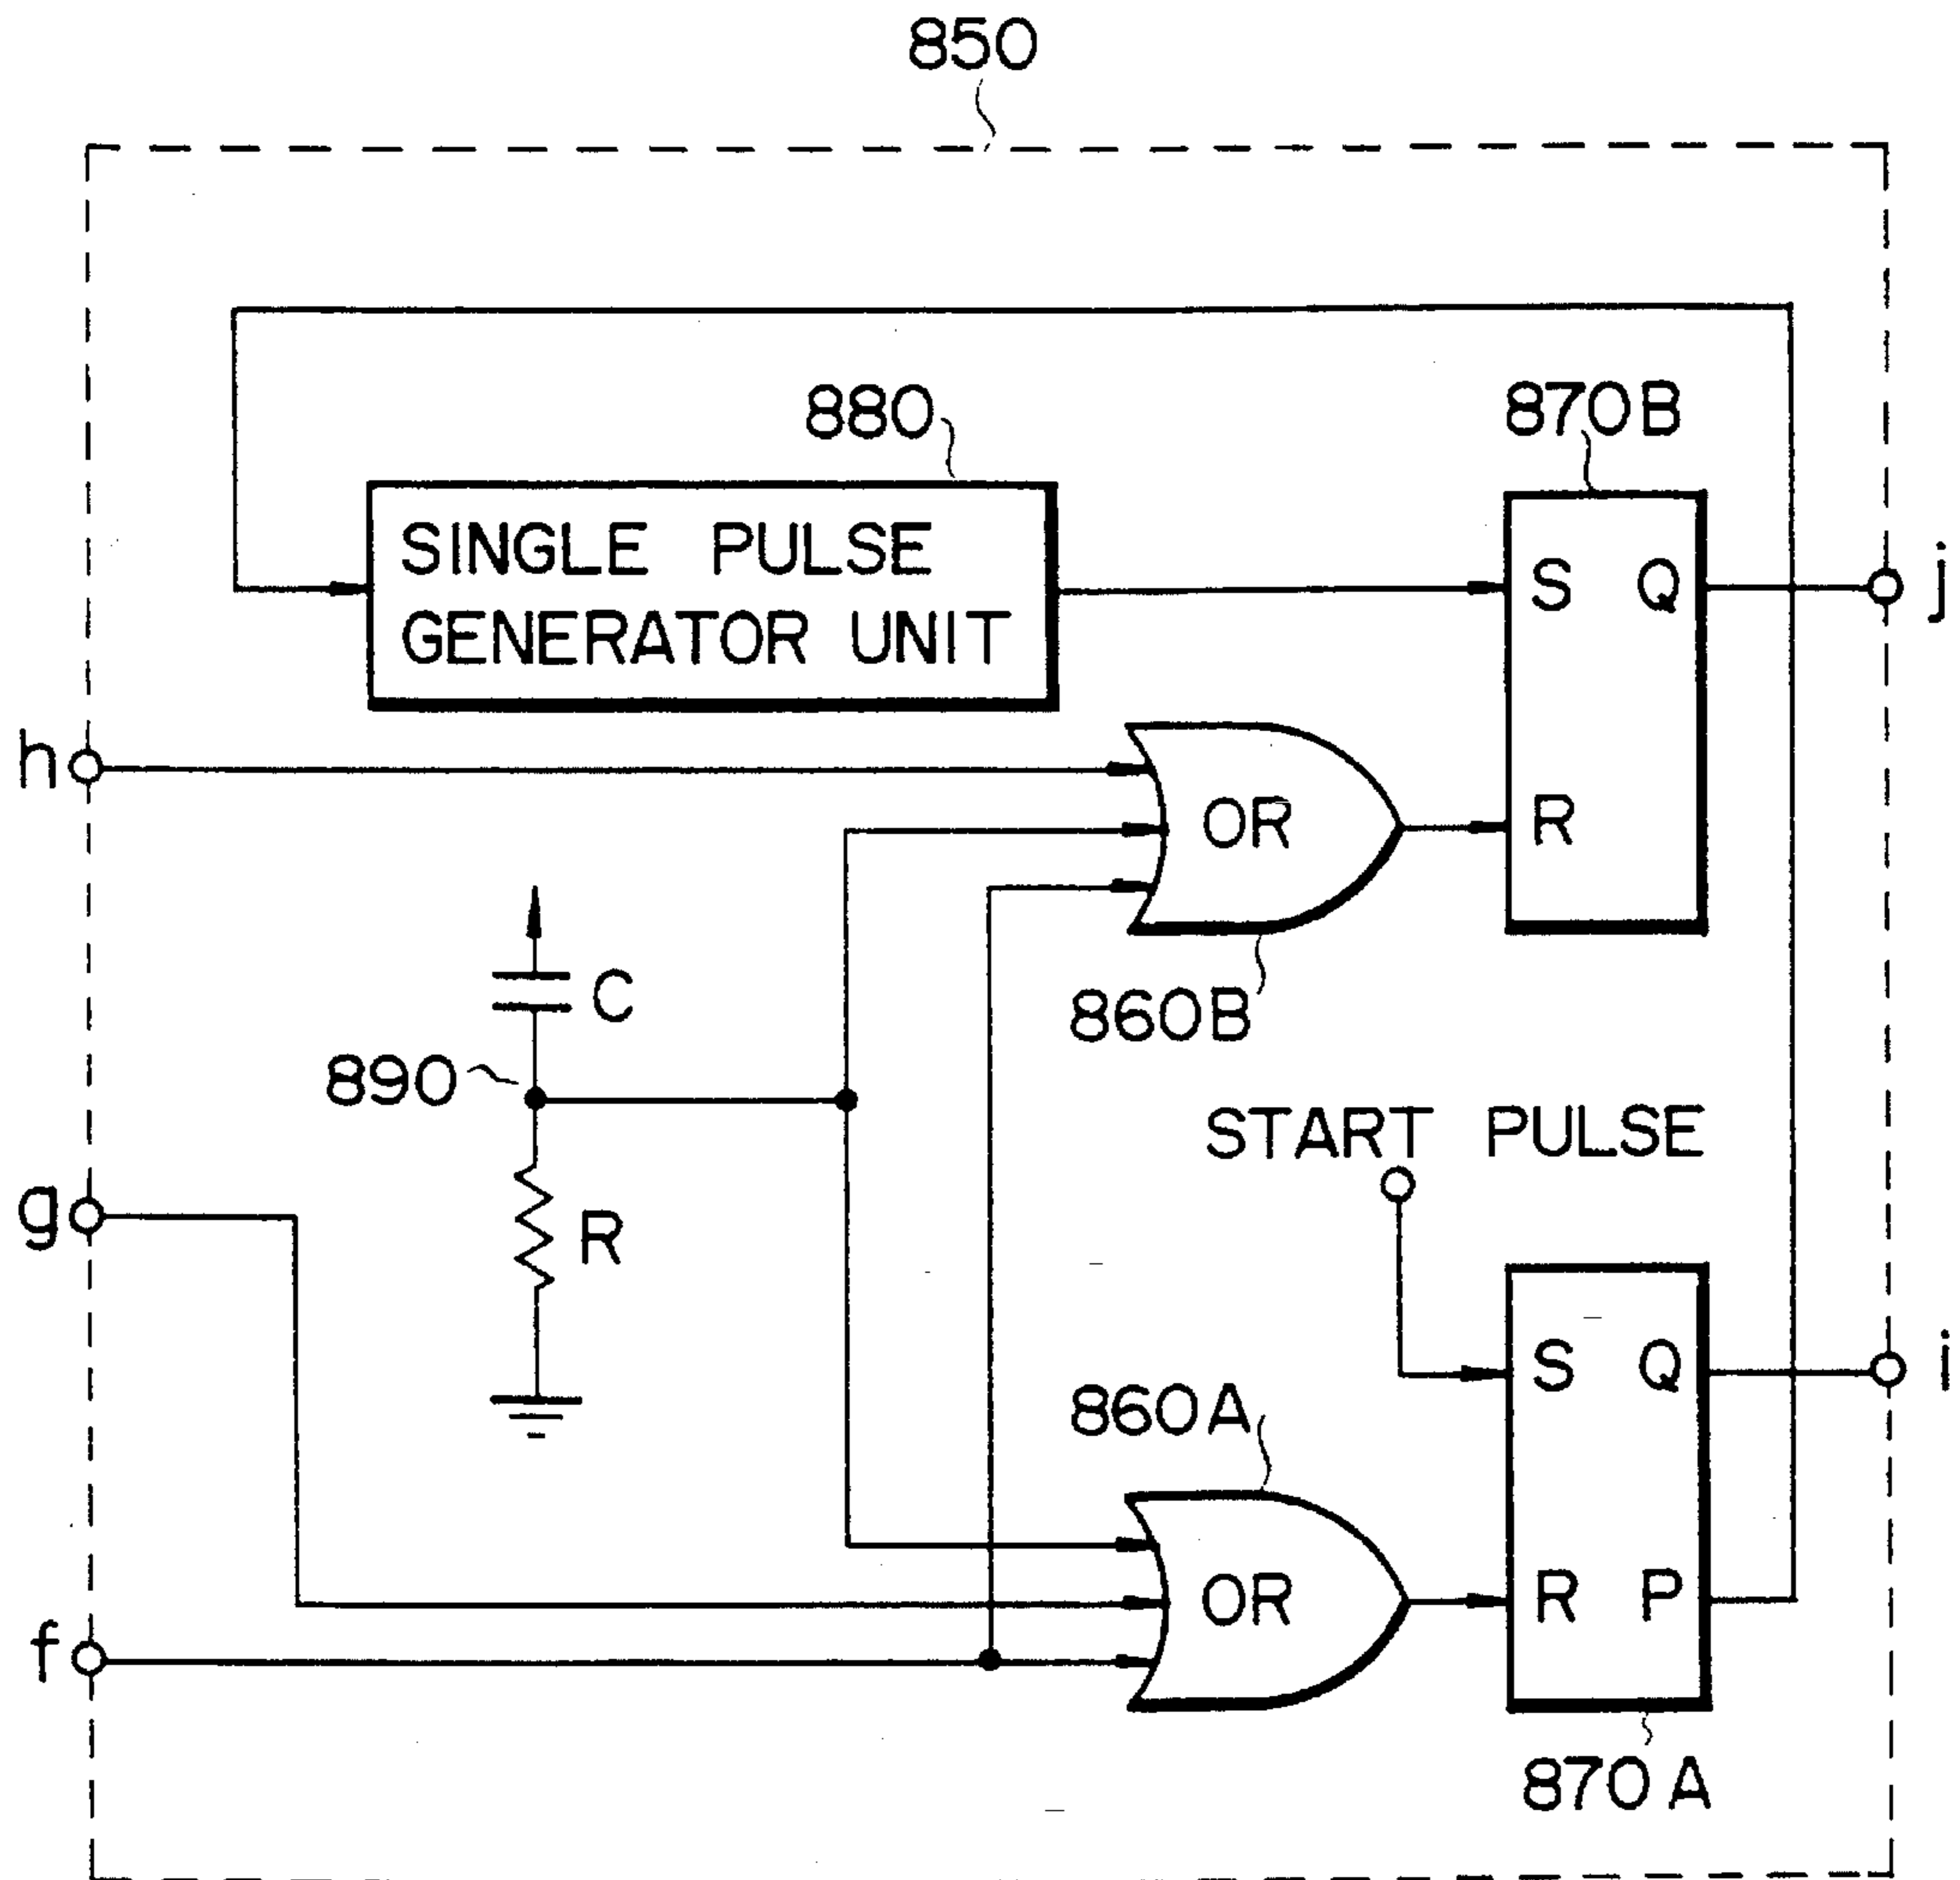 850
880
870B
SINGLE PULSE
GENERATOR UNIT
S Q
j
h
OR
R
C
860B
890
START PULSE
g
R
S Q
i
860A
OR
R P
f
870A